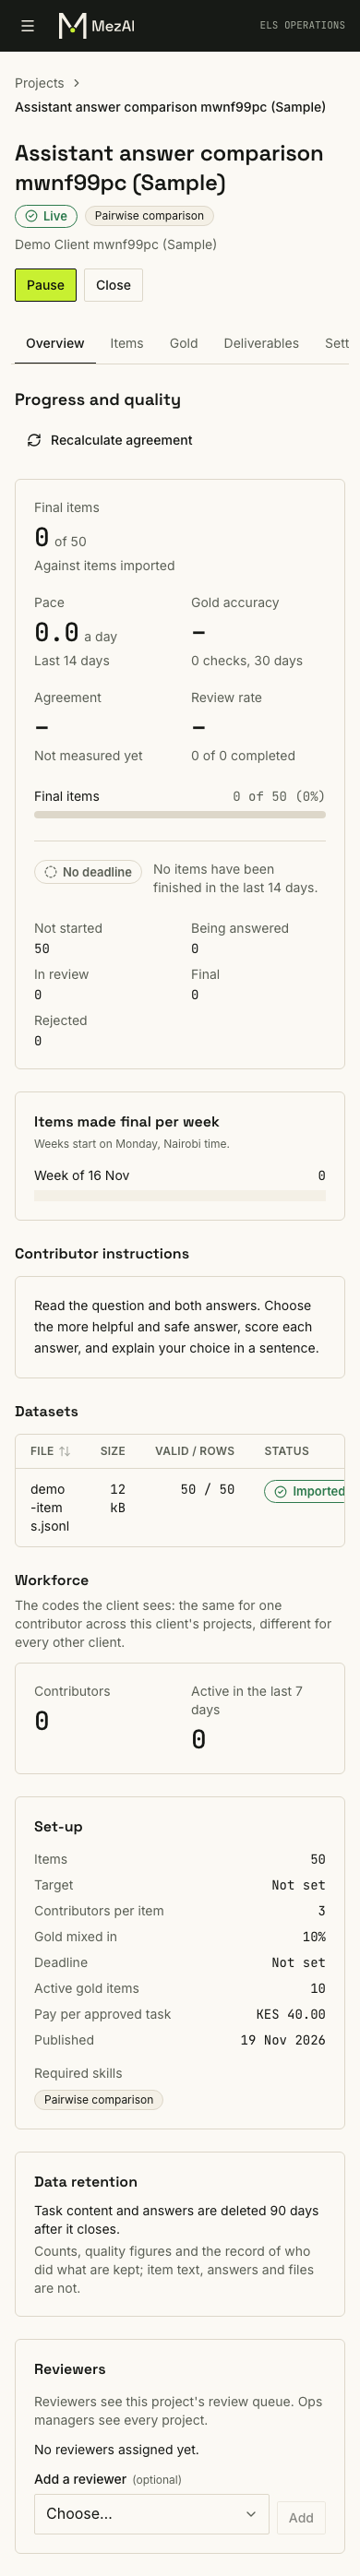 MezAI
ELS OPERATIONS
Projects
Assistant answer comparison mwnf99pc (Sample)
Assistant answer comparison
mwnf99pc (Sample)
Live
Pairwise comparison
Demo Client mwnf99pc (Sample)
Pause
Close
Overview
Items
Gold
Deliverables
Sett
Progress and quality
Recalculate agreement
Final items
0 of 50
Against items imported
Pace
Gold accuracy
0.0 a day
–
Last 14 days
0 checks, 30 days
Agreement
Review rate
–
–
Not measured yet
0 of 0 completed
Final items
0 of 50 (0%)
No deadline
No items have been
finished in the last 14 days.
Not started
Being answered
50
0
In review
Final
0
0
Rejected
0
Items made final per week
Weeks start on Monday, Nairobi time.
Week of 16 Nov
0
Contributor instructions
Read the question and both answers. Choose
the more helpful and safe answer, score each
answer, and explain your choice in a sentence.
Datasets
FILE
SIZE
VALID / ROWS
STATUS
demo
-item
s.jsonl
12
kB
50 / 50
Imported
Workforce
The codes the client sees: the same for one
contributor across this client's projects, different for
every other client.
Contributors
0
Active in the last 7
days
0
Set-up
Items
50
Target
Not set
Contributors per item
3
Gold mixed in
10%
Deadline
Not set
Active gold items
10
Pay per approved task
KES 40.00
Published
19 Nov 2026
Required skills
Pairwise comparison
Data retention
Task content and answers are deleted 90 days
after it closes.
Counts, quality figures and the record of who
did what are kept; item text, answers and files
are not.
Reviewers
Reviewers see this project's review queue. Ops
managers see every project.
No reviewers assigned yet.
Add a reviewer (optional)
Choose...
Add